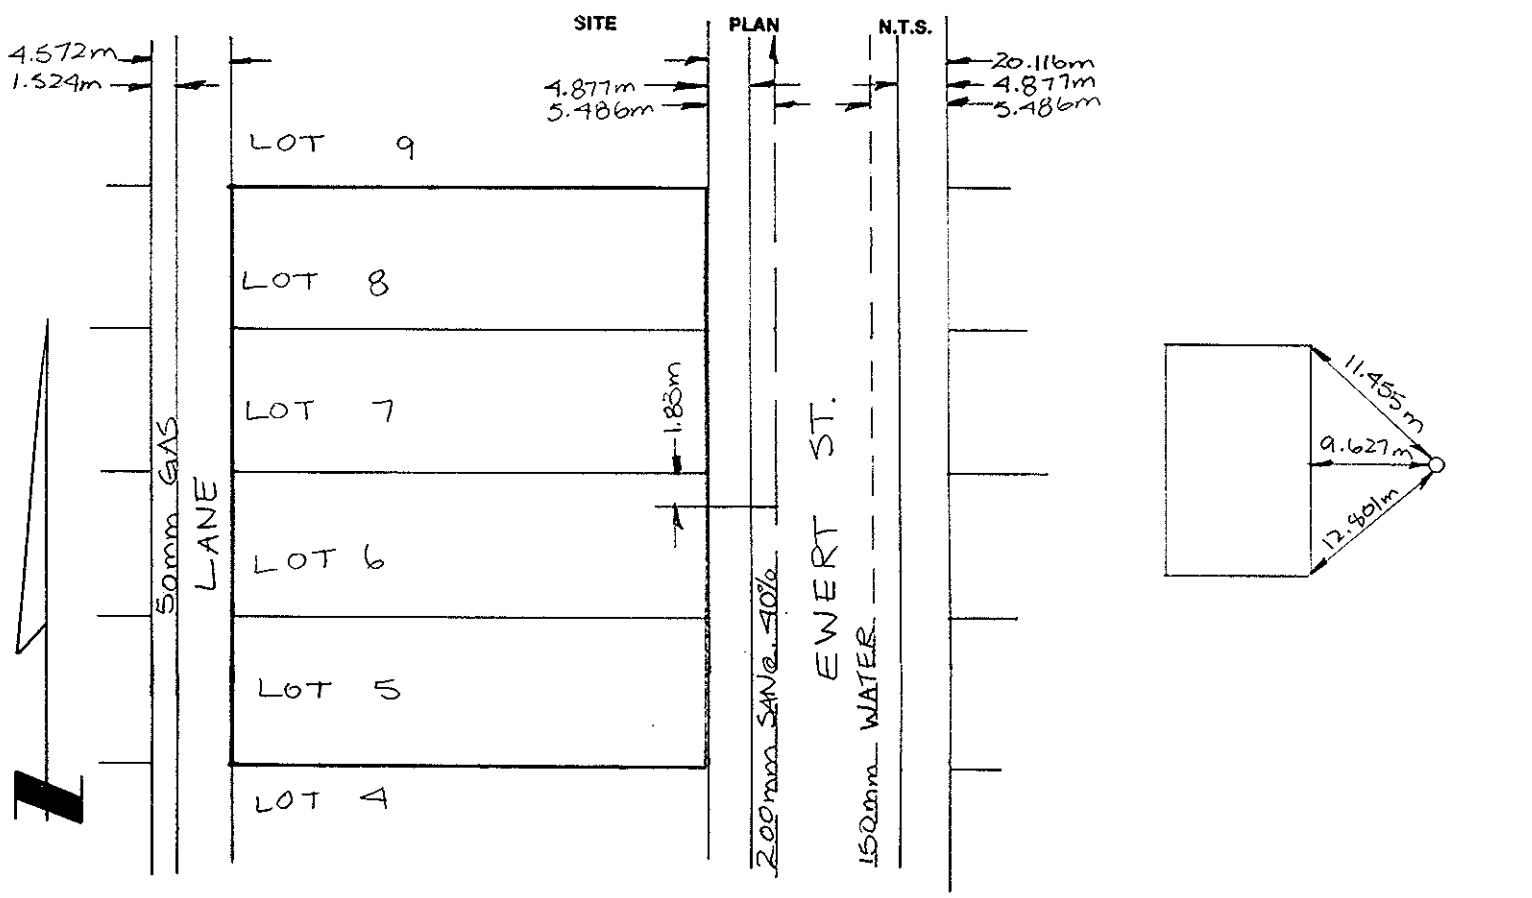 SITE PLAN N.T.S.
4.572m
1.524m
20.116m
4.877m
4.877m
5.486m
5.486m
LOT 9
LOT 8
LOT 7
1.83m
LOT 6
LOT 5
LOT 4
50mm GAS
LANE
200mm SAN@.40%
EWERT ST.
150mm WATER
11.455m
9.627m
12.801m